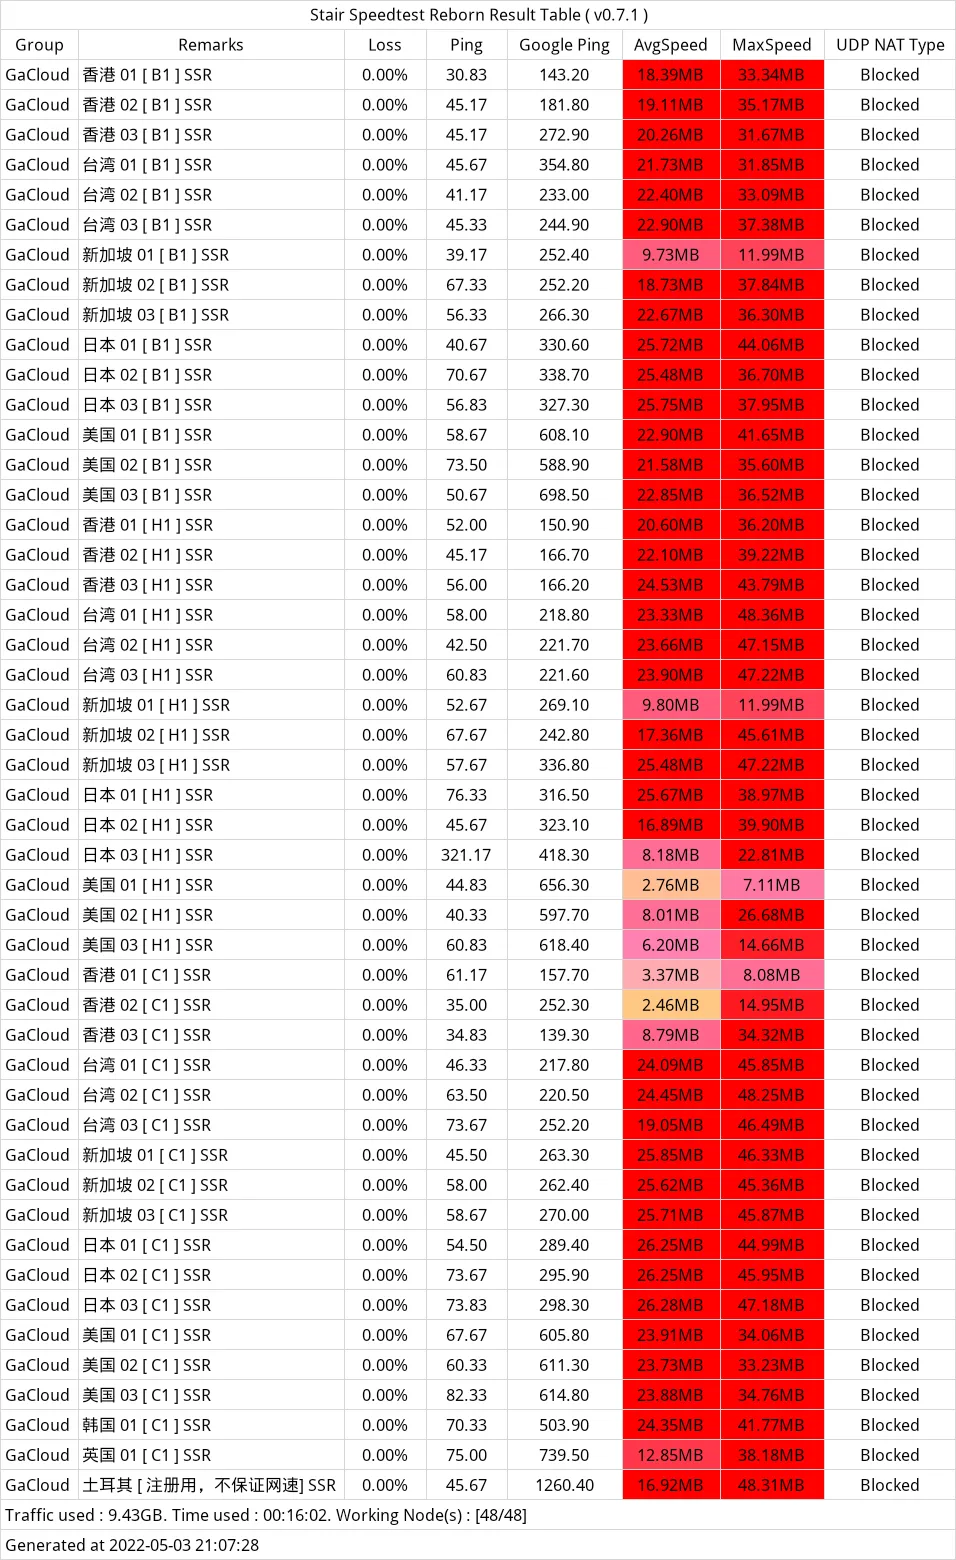 Stair Speedtest Reborn Result Table ( v0.7.1 )
Group Remarks Loss Ping Google Ping AvgSpeed MaxSpeed UDP NAT Type
GaCloud 香港 01 [ B1 ] SSR 0.00% 30.83 143.20 18.39MB 33.34MB Blocked
GaCloud 香港 02 [ B1 ] SSR 0.00% 45.17 181.80 19.11MB 35.17MB Blocked
GaCloud 香港 03 [ B1 ] SSR 0.00% 45.17 272.90 20.26MB 31.67MB Blocked
GaCloud 台湾 01 [ B1 ] SSR 0.00% 45.67 354.80 21.73MB 31.85MB Blocked
GaCloud 台湾 02 [ B1 ] SSR 0.00% 41.17 233.00 22.40MB 33.09MB Blocked
GaCloud 台湾 03 [ B1 ] SSR 0.00% 45.33 244.90 22.90MB 37.38MB Blocked
GaCloud 新加坡 01 [ B1 ] SSR 0.00% 39.17 252.40 9.73MB 11.99MB Blocked
GaCloud 新加坡 02 [ B1 ] SSR 0.00% 67.33 252.20 18.73MB 37.84MB Blocked
GaCloud 新加坡 03 [ B1 ] SSR 0.00% 56.33 266.30 22.67MB 36.30MB Blocked
GaCloud 日本 01 [ B1 ] SSR 0.00% 40.67 330.60 25.72MB 44.06MB Blocked
GaCloud 日本 02 [ B1 ] SSR 0.00% 70.67 338.70 25.48MB 36.70MB Blocked
GaCloud 日本 03 [ B1 ] SSR 0.00% 56.83 327.30 25.75MB 37.95MB Blocked
GaCloud 美国 01 [ B1 ] SSR 0.00% 58.67 608.10 22.90MB 41.65MB Blocked
GaCloud 美国 02 [ B1 ] SSR 0.00% 73.50 588.90 21.58MB 35.60MB Blocked
GaCloud 美国 03 [ B1 ] SSR 0.00% 50.67 698.50 22.85MB 36.52MB Blocked
GaCloud 香港 01 [ H1 ] SSR 0.00% 52.00 150.90 20.60MB 36.20MB Blocked
GaCloud 香港 02 [ H1 ] SSR 0.00% 45.17 166.70 22.10MB 39.22MB Blocked
GaCloud 香港 03 [ H1 ] SSR 0.00% 56.00 166.20 24.53MB 43.79MB Blocked
GaCloud 台湾 01 [ H1 ] SSR 0.00% 58.00 218.80 23.33MB 48.36MB Blocked
GaCloud 台湾 02 [ H1 ] SSR 0.00% 42.50 221.70 23.66MB 47.15MB Blocked
GaCloud 台湾 03 [ H1 ] SSR 0.00% 60.83 221.60 23.90MB 47.22MB Blocked
GaCloud 新加坡 01 [ H1 ] SSR 0.00% 52.67 269.10 9.80MB 11.99MB Blocked
GaCloud 新加坡 02 [ H1 ] SSR 0.00% 67.67 242.80 17.36MB 45.61MB Blocked
GaCloud 新加坡 03 [ H1 ] SSR 0.00% 57.67 336.80 25.48MB 47.22MB Blocked
GaCloud 日本 01 [ H1 ] SSR 0.00% 76.33 316.50 25.67MB 38.97MB Blocked
GaCloud 日本 02 [ H1 ] SSR 0.00% 45.67 323.10 16.89MB 39.90MB Blocked
GaCloud 日本 03 [ H1 ] SSR 0.00% 321.17 418.30 8.18MB 22.81MB Blocked
GaCloud 美国 01 [ H1 ] SSR 0.00% 44.83 656.30 2.76MB 7.11MB Blocked
GaCloud 美国 02 [ H1 ] SSR 0.00% 40.33 597.70 8.01MB 26.68MB Blocked
GaCloud 美国 03 [ H1 ] SSR 0.00% 60.83 618.40 6.20MB 14.66MB Blocked
GaCloud 香港 01 [ C1 ] SSR 0.00% 61.17 157.70 3.37MB 8.08MB Blocked
GaCloud 香港 02 [ C1 ] SSR 0.00% 35.00 252.30 2.46MB 14.95MB Blocked
GaCloud 香港 03 [ C1 ] SSR 0.00% 34.83 139.30 8.79MB 34.32MB Blocked
GaCloud 台湾 01 [ C1 ] SSR 0.00% 46.33 217.80 24.09MB 45.85MB Blocked
GaCloud 台湾 02 [ C1 ] SSR 0.00% 63.50 220.50 24.45MB 48.25MB Blocked
GaCloud 台湾 03 [ C1 ] SSR 0.00% 73.67 252.20 19.05MB 46.49MB Blocked
GaCloud 新加坡 01 [ C1 ] SSR 0.00% 45.50 263.30 25.85MB 46.33MB Blocked
GaCloud 新加坡 02 [ C1 ] SSR 0.00% 58.00 262.40 25.62MB 45.36MB Blocked
GaCloud 新加坡 03 [ C1 ] SSR 0.00% 58.67 270.00 25.71MB 45.87MB Blocked
GaCloud 日本 01 [ C1 ] SSR 0.00% 54.50 289.40 26.25MB 44.99MB Blocked
GaCloud 日本 02 [ C1 ] SSR 0.00% 73.67 295.90 26.25MB 45.95MB Blocked
GaCloud 日本 03 [ C1 ] SSR 0.00% 73.83 298.30 26.28MB 47.18MB Blocked
GaCloud 美国 01 [ C1 ] SSR 0.00% 67.67 605.80 23.91MB 34.06MB Blocked
GaCloud 美国 02 [ C1 ] SSR 0.00% 60.33 611.30 23.73MB 33.23MB Blocked
GaCloud 美国 03 [ C1 ] SSR 0.00% 82.33 614.80 23.88MB 34.76MB Blocked
GaCloud 韩国 01 [ C1 ] SSR 0.00% 70.33 503.90 24.35MB 41.77MB Blocked
GaCloud 英国 01 [ C1 ] SSR 0.00% 75.00 739.50 12.85MB 38.18MB Blocked
GaCloud 土耳其 [ 注册用，不保证网速] SSR 0.00% 45.67 1260.40 16.92MB 48.31MB Blocked
Traffic used : 9.43GB. Time used : 00:16:02. Working Node(s) : [48/48]
Generated at 2022-05-03 21:07:28